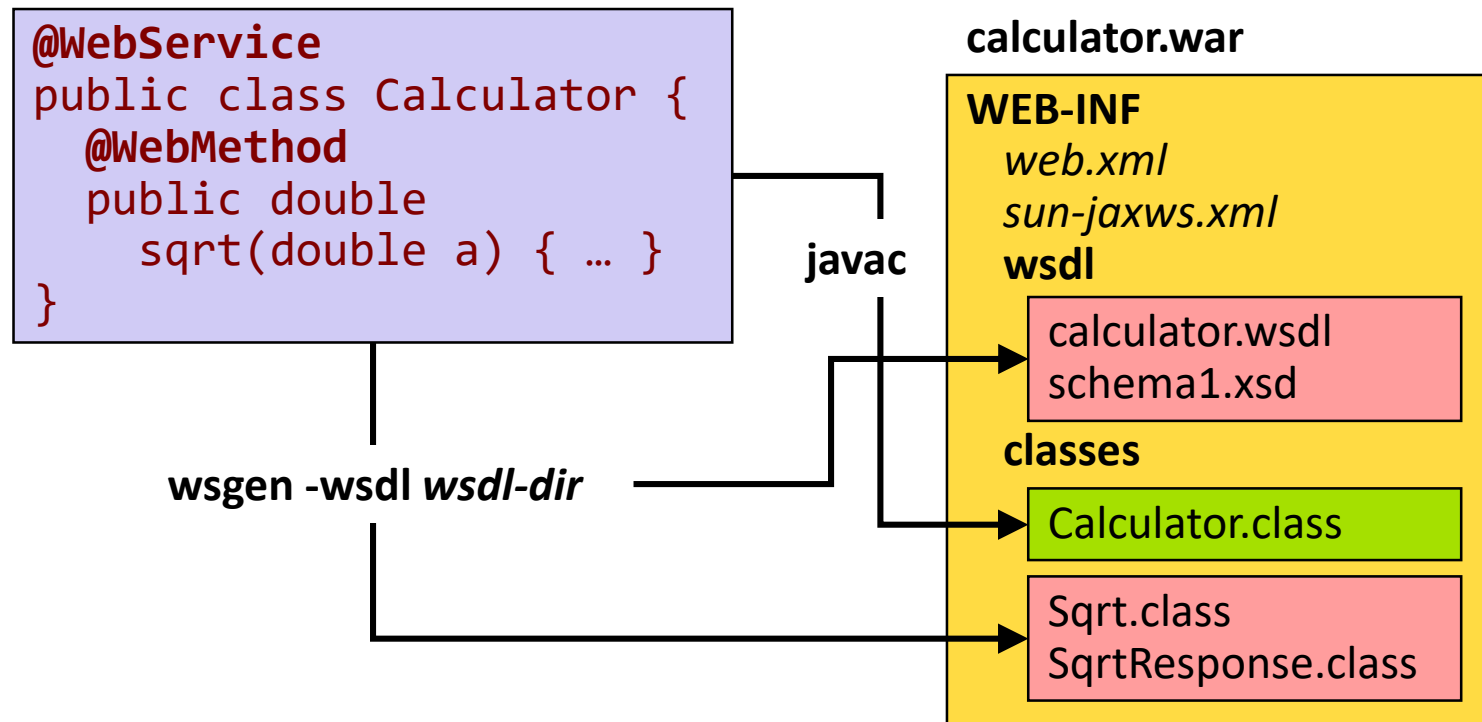 @WebService
public class Calculator {
@WebMethod
public double
sqrt(double a) { … }
}
javac
wsgen -wsdl wsdl-dir
calculator.war
WEB-INF
web.xml
sun-jaxws.xml
wsdl
calculator.wsdl
schema1.xsd
classes
Calculator.class
Sqrt.class
SqrtResponse.class